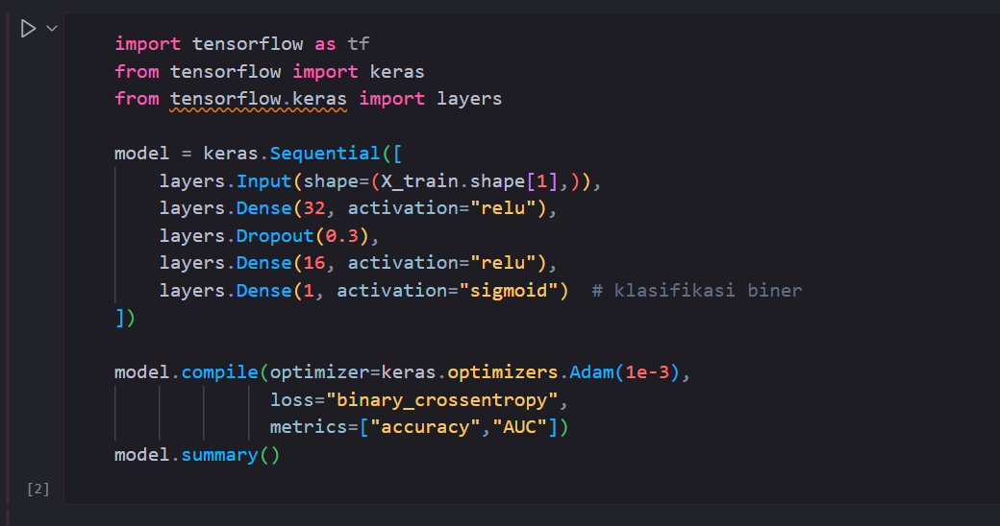 import tensorflow as tf
from tensorflow import keras
from tensorflow.keras import layers
model = keras.Sequential([
    layers.Input(shape=(X_train.shape[1],)),
    layers.Dense(32, activation="relu"),
    layers.Dropout(0.3),
    layers.Dense(16, activation="relu"),
    layers.Dense(1, activation="sigmoid")  # klasifikasi biner
])
model.compile(optimizer=keras.optimizers.Adam(1e-3),
              loss="binary_crossentropy",
              metrics=["accuracy","AUC"])
model.summary()
[2]